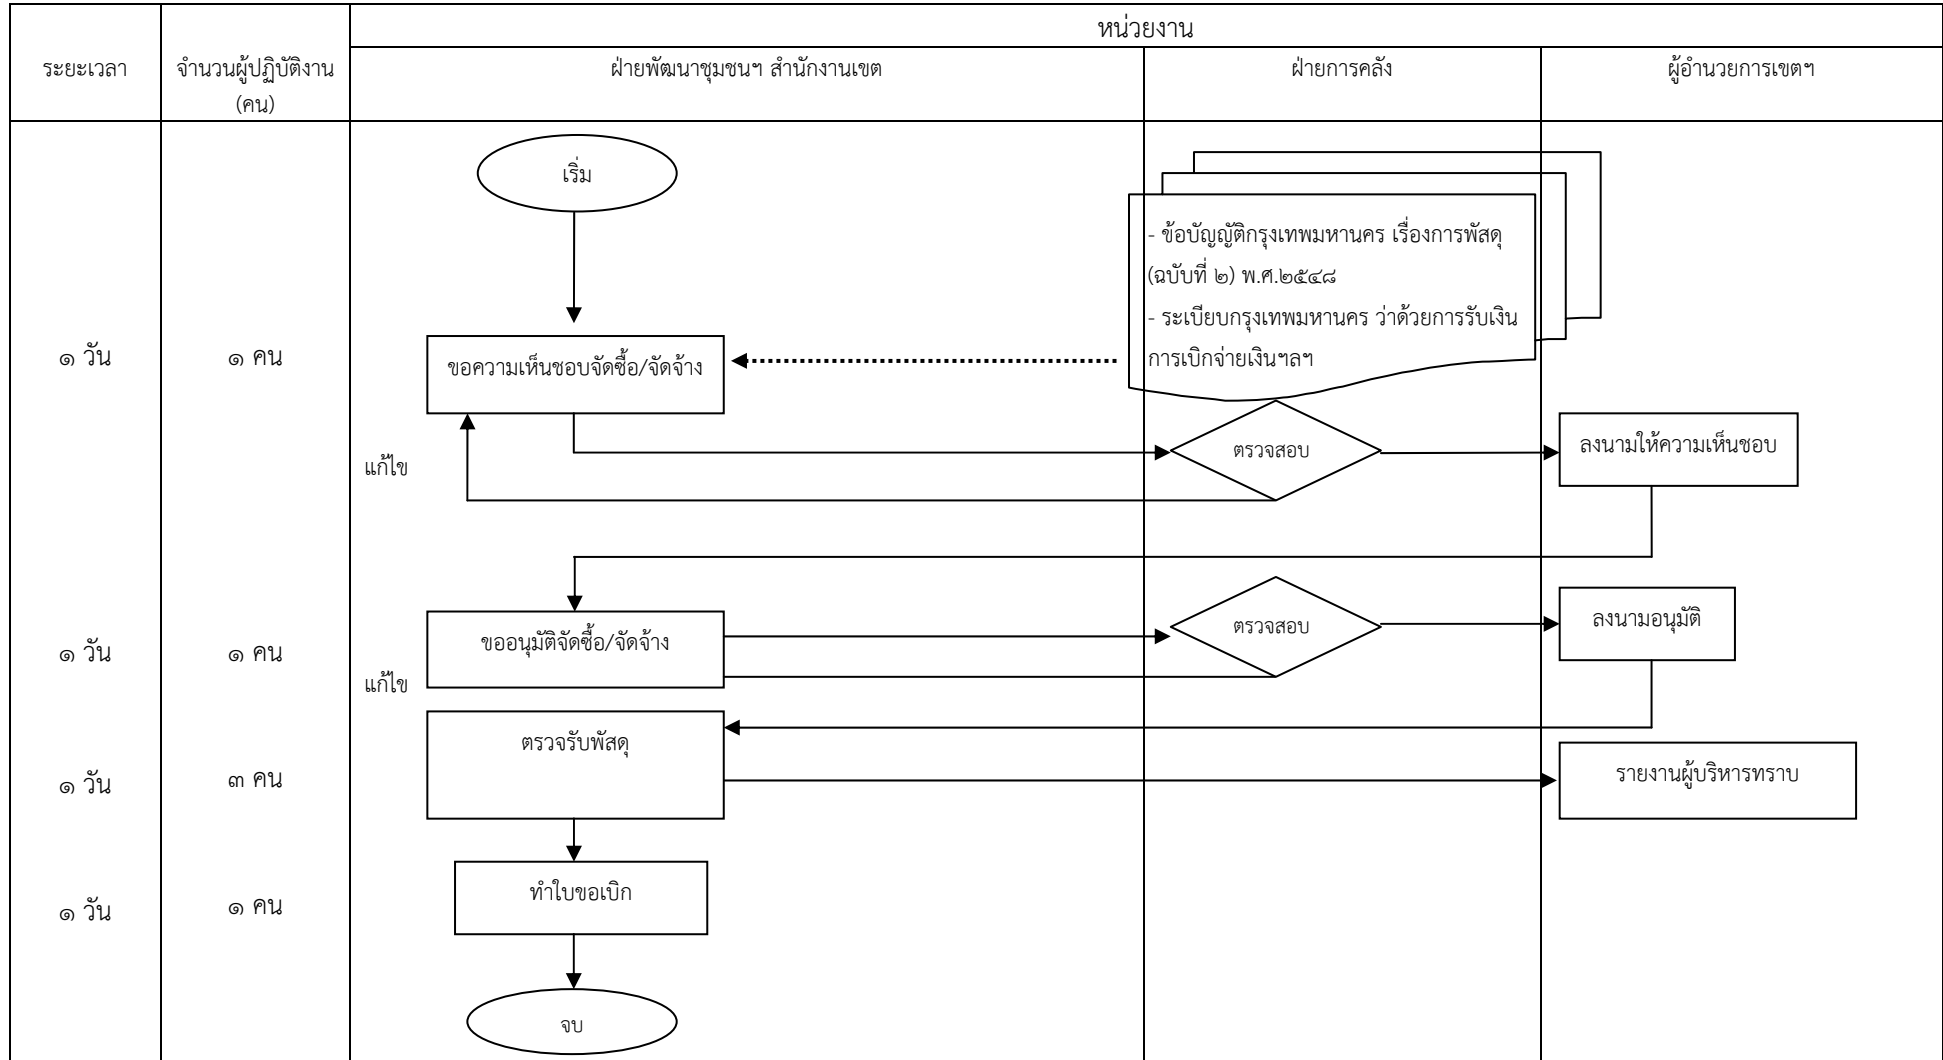 หน่วยงาน
ระยะเวลา
จำนวนผู้ปฏิบัติงาน
(คน)
ฝ่ายพัฒนาชุมชนฯ สำนักงานเขต
ฝ่ายการคลัง
ผู้อำนวยการเขตฯ
เริ่ม
- ข้อบัญญัติกรุงเทพมหานคร เรื่องการพัสดุ
(ฉบับที่ ๒) พ.ศ.๒๕๔๘
- ระเบียบกรุงเทพมหานคร ว่าด้วยการรับเงิน
การเบิกจ่ายเงินฯลฯ
๑ วัน
๑ คน
ขอความเห็นชอบจัดซื้อ/จัดจ้าง
แก้ไข
ตรวจสอบ
ลงนามให้ความเห็นชอบ
๑ วัน
๑ คน
ขออนุมัติจัดซื้อ/จัดจ้าง
ตรวจสอบ
ลงนามอนุมัติ
แก้ไข
๑ วัน
๓ คน
ตรวจรับพัสดุ
รายงานผู้บริหารทราบ
๑ วัน
๑ คน
ทำใบขอเบิก
จบ